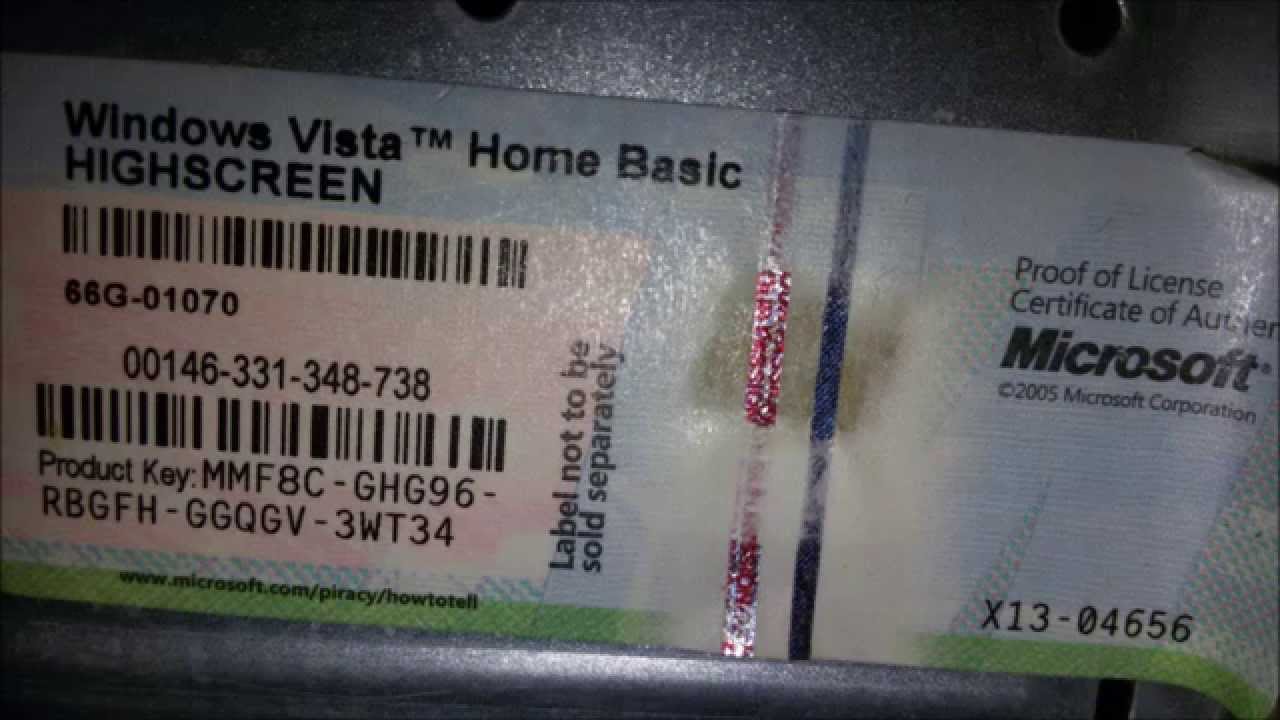 Windows Vista™ Home Basic
HIGHSCREEN
66G-01070
00146-331-348-738
Product Key: MMF8C-GHG96-
RBGFH-GGQGV-3WT34
www.microsoft.com/piracy/howtotell
Label not to be
sold separately
Proof of License
Certificate of Authen
Microsoft®
©2005 Microsoft Corporation
X13-04656